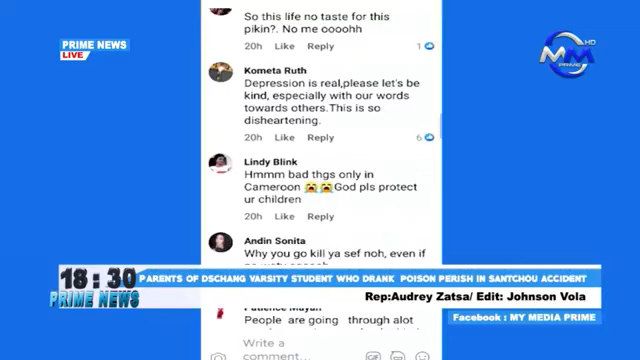 So this life no taste for this
pikin?. No me oooohh
20h Like Reply 1
PRIME NEWS
LIVE
HD
MM
PRIME
Kometa Ruth
Depression is real,please let's be
kind, especially with our words
towards others.This is so
disheartening.
20h Like Reply 6
Lindy Blink
Hmmm bad thgs only in
Cameroon 😭😭God pls protect
ur children
20h Like Reply
Andin Sonita
Why you go kill ya sef noh, even if
18:30
PRIME NEWS
PARENTS OF DSCHANG VARSITY STUDENT WHO DRANK POISON PERISH IN SANTCHOU ACCIDENT
Rep:Audrey Zatsa/ Edit: Johnson Vola
Facebook : MY MEDIA PRIME
People are going through alot
Write a
comment...